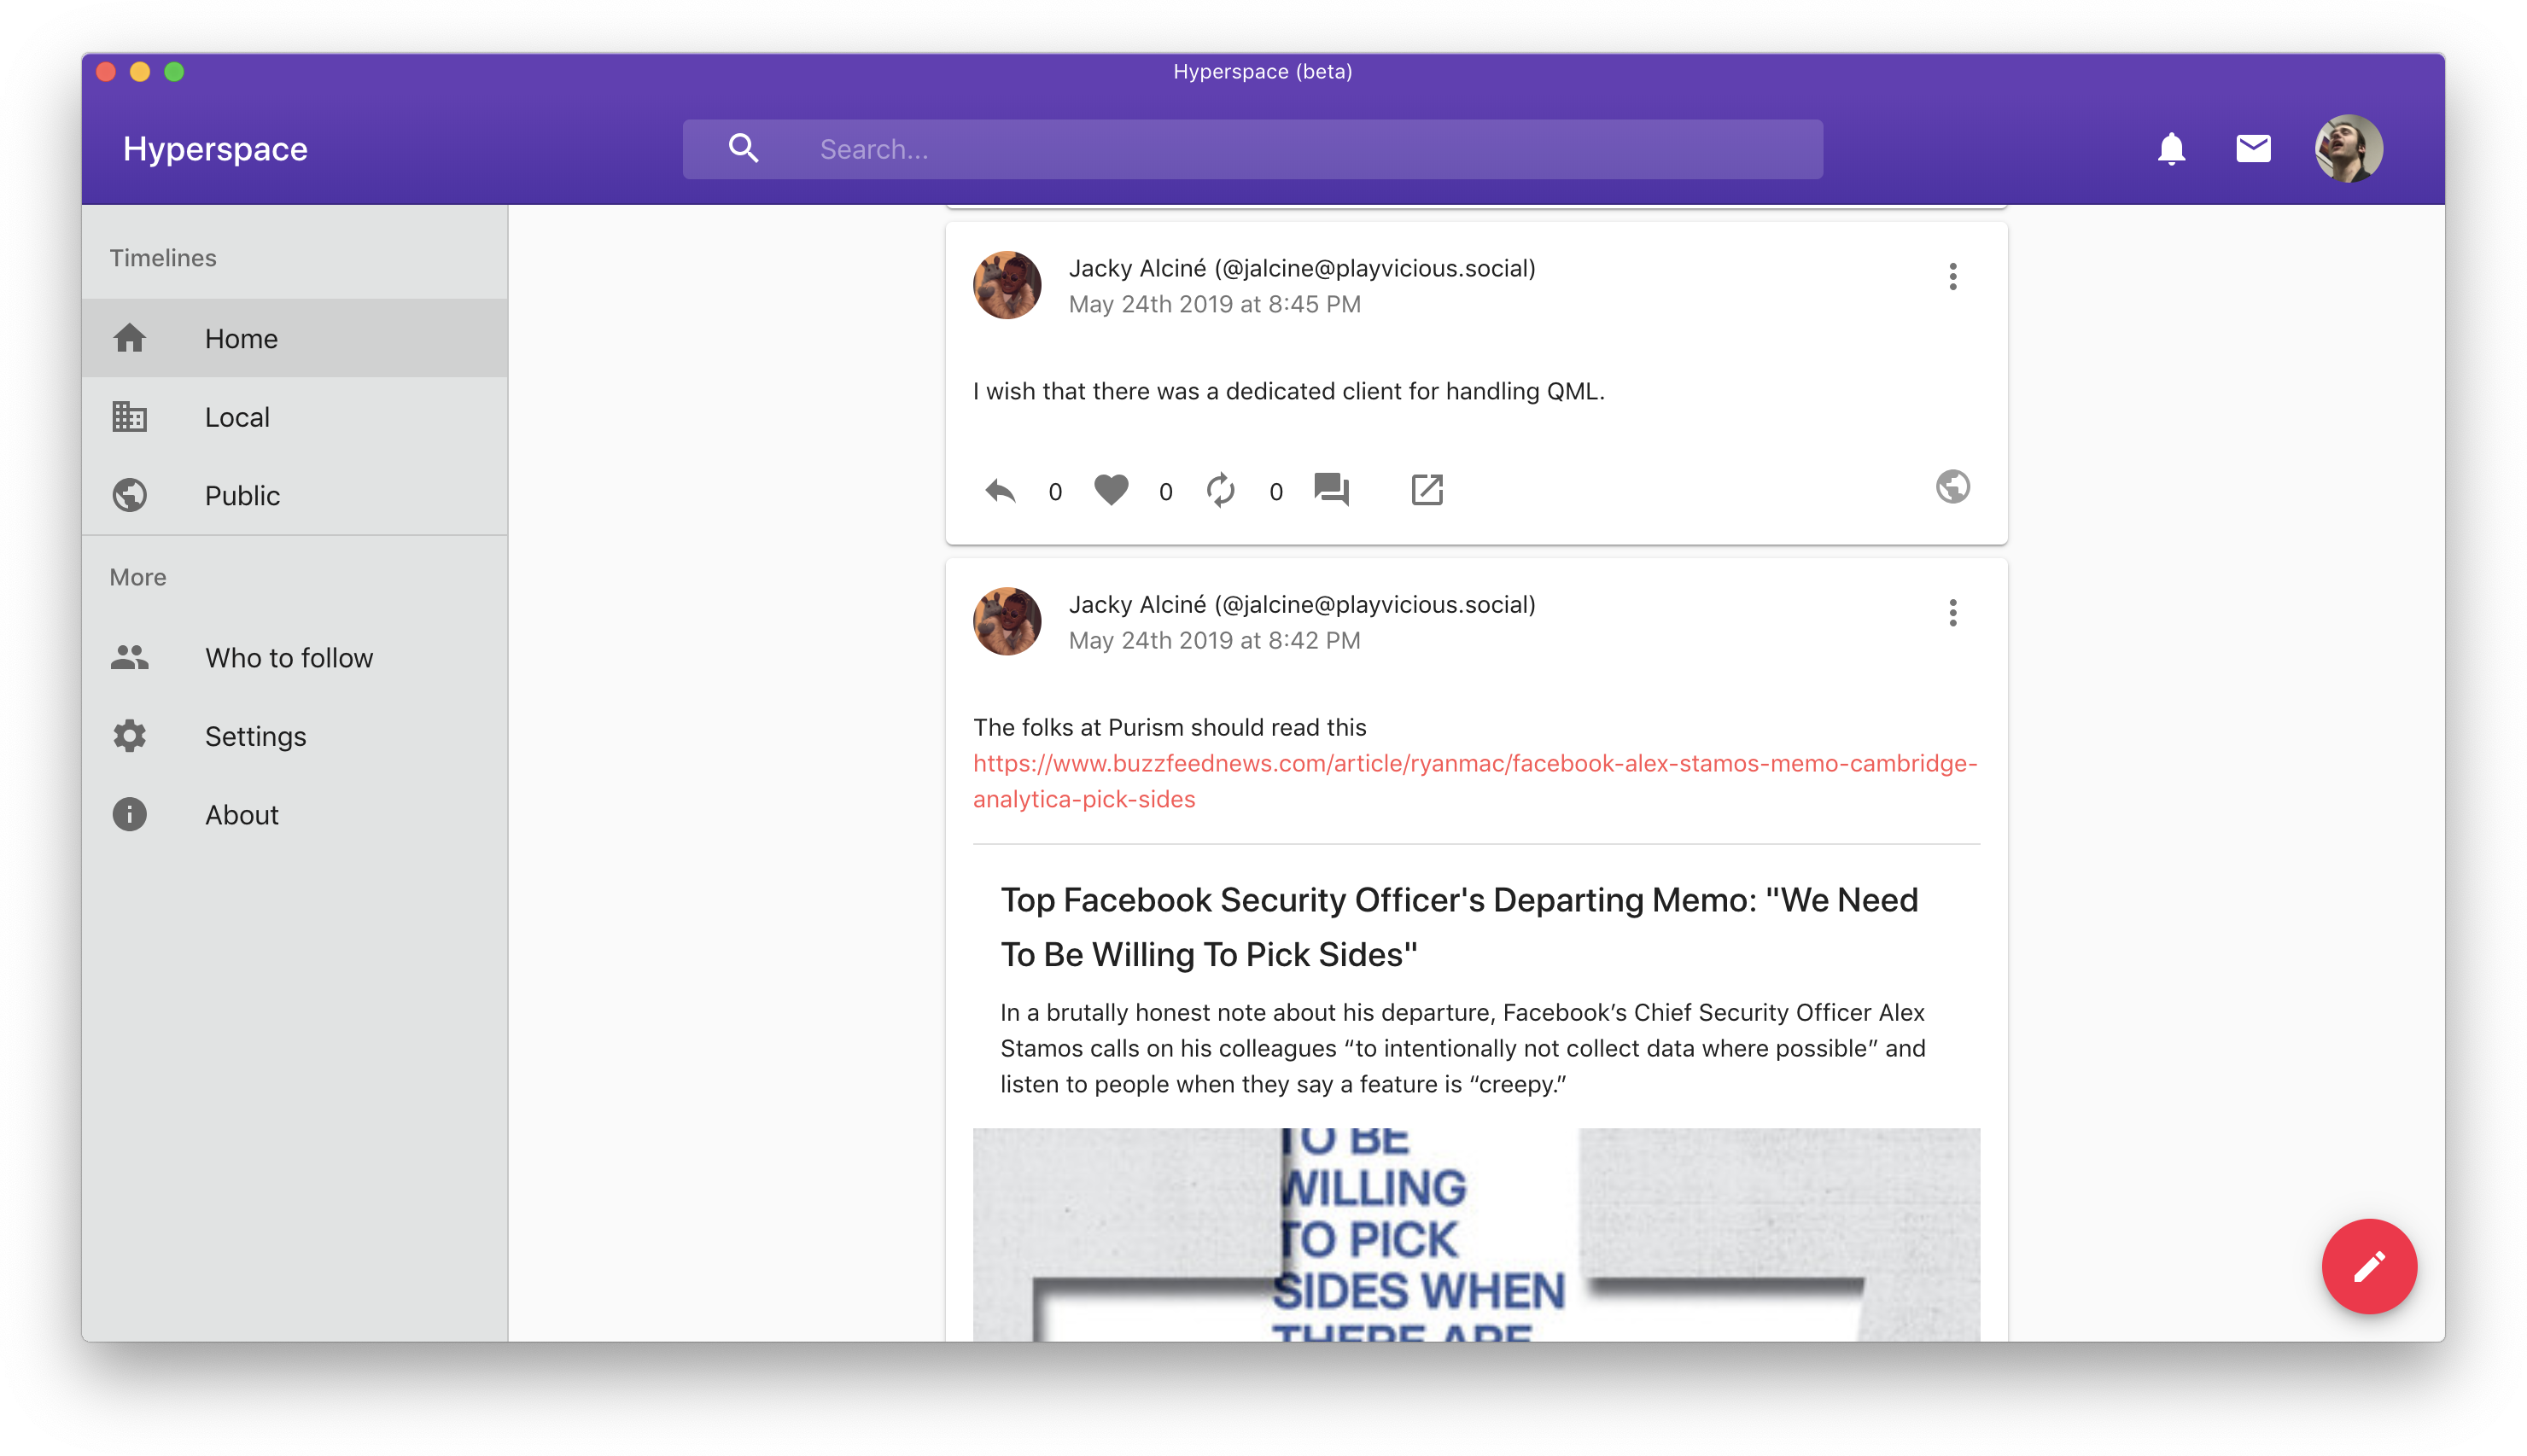 Hyperspace (beta)
Hyperspace
Search...
Timelines
Home
Local
Public
More
Who to follow
Settings
About
Jacky Alciné (@jalcine@playvicious.social)
May 24th 2019 at 8:45 PM
I wish that there was a dedicated client for handling QML.
0 0 0
Jacky Alciné (@jalcine@playvicious.social)
May 24th 2019 at 8:42 PM
The folks at Purism should read this
https://www.buzzfeednews.com/article/ryanmac/facebook-alex-stamos-memo-cambridge-
analytica-pick-sides
Top Facebook Security Officer's Departing Memo: "We Need
To Be Willing To Pick Sides"
In a brutally honest note about his departure, Facebook’s Chief Security Officer Alex
Stamos calls on his colleagues “to intentionally not collect data where possible” and
listen to people when they say a feature is “creepy.”
TO BE
WILLING
TO PICK
SIDES WHEN
THERE ARE